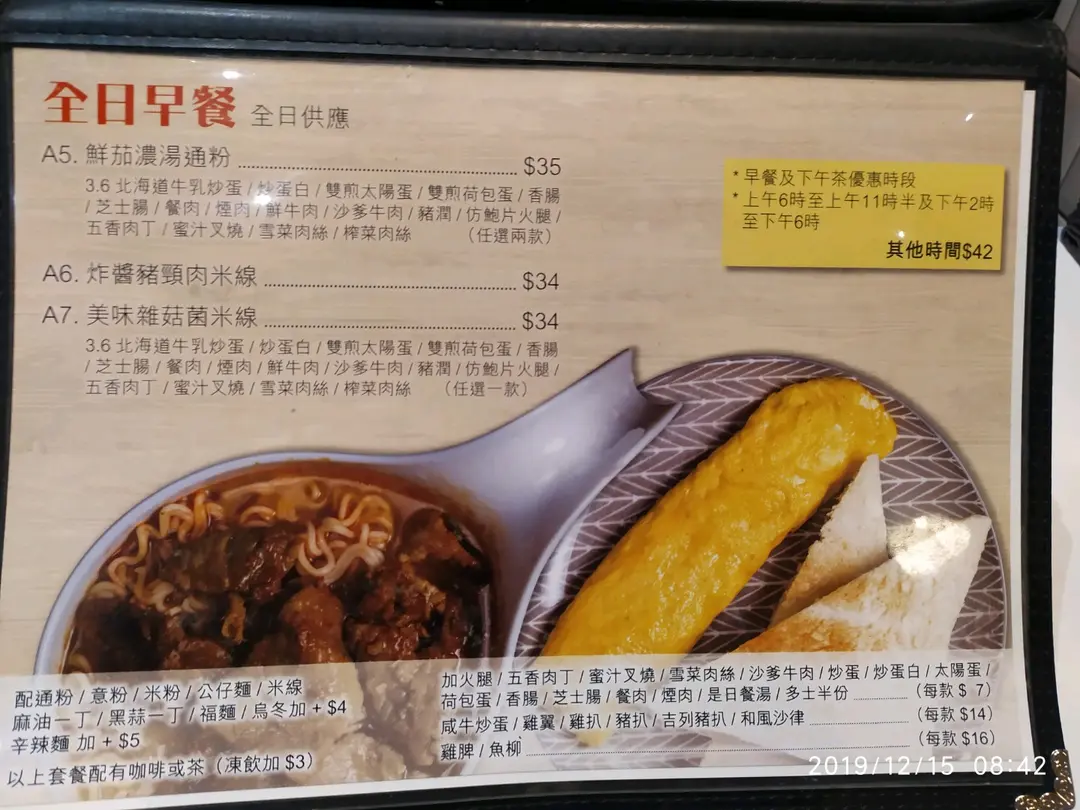 全日早餐 全日供應
A5. 鮮茄濃湯通粉 $35
3.6 北海道牛乳炒蛋 / 炒蛋白 / 雙煎太陽蛋 / 雙煎荷包蛋 / 香腸
/ 芝士腸 / 餐肉 / 煙肉 / 鮮牛肉 / 沙爹牛肉 / 豬潤 / 仿鮑片火腿 /
五香肉丁 / 蜜汁叉燒 / 雪菜肉絲 / 榨菜肉絲 （任選兩款）
A6. 炸醬豬頸肉米線 $34
A7. 美味雜菇菌米線 $34
3.6 北海道牛乳炒蛋 / 炒蛋白 / 雙煎太陽蛋 / 雙煎荷包蛋 / 香腸
/ 芝士腸 / 餐肉 / 煙肉 / 鮮牛肉 / 沙爹牛肉 / 豬潤 / 仿鮑片火腿 /
五香肉丁 / 蜜汁叉燒 / 雪菜肉絲 / 榨菜肉絲 （任選一款）
* 早餐及下午茶優惠時段
* 上午6時至上午11時半及下午2時
至下午6時
其他時間$42
配通粉 / 意粉 / 米粉 / 公仔麵 / 米線
麻油一丁 / 黑蒜一丁 / 福麵 / 烏冬加 + $4
辛辣麵 加 + $5
以上套餐配有咖啡或茶（凍飲加 $3）
加火腿 / 五香肉丁 / 蜜汁叉燒 / 雪菜肉絲 / 沙爹牛肉 / 炒蛋 / 炒蛋白 / 太陽蛋 /
荷包蛋 / 香腸 / 芝士腸 / 餐肉 / 煙肉 / 是日餐湯 / 多士半份 （每款 $ 7）
咸牛炒蛋 / 雞翼 / 雞扒 / 豬扒 / 吉列豬扒 / 和風沙律 （每款 $14）
雞脾 / 魚柳 （每款 $16）
2019/12/15 08:42